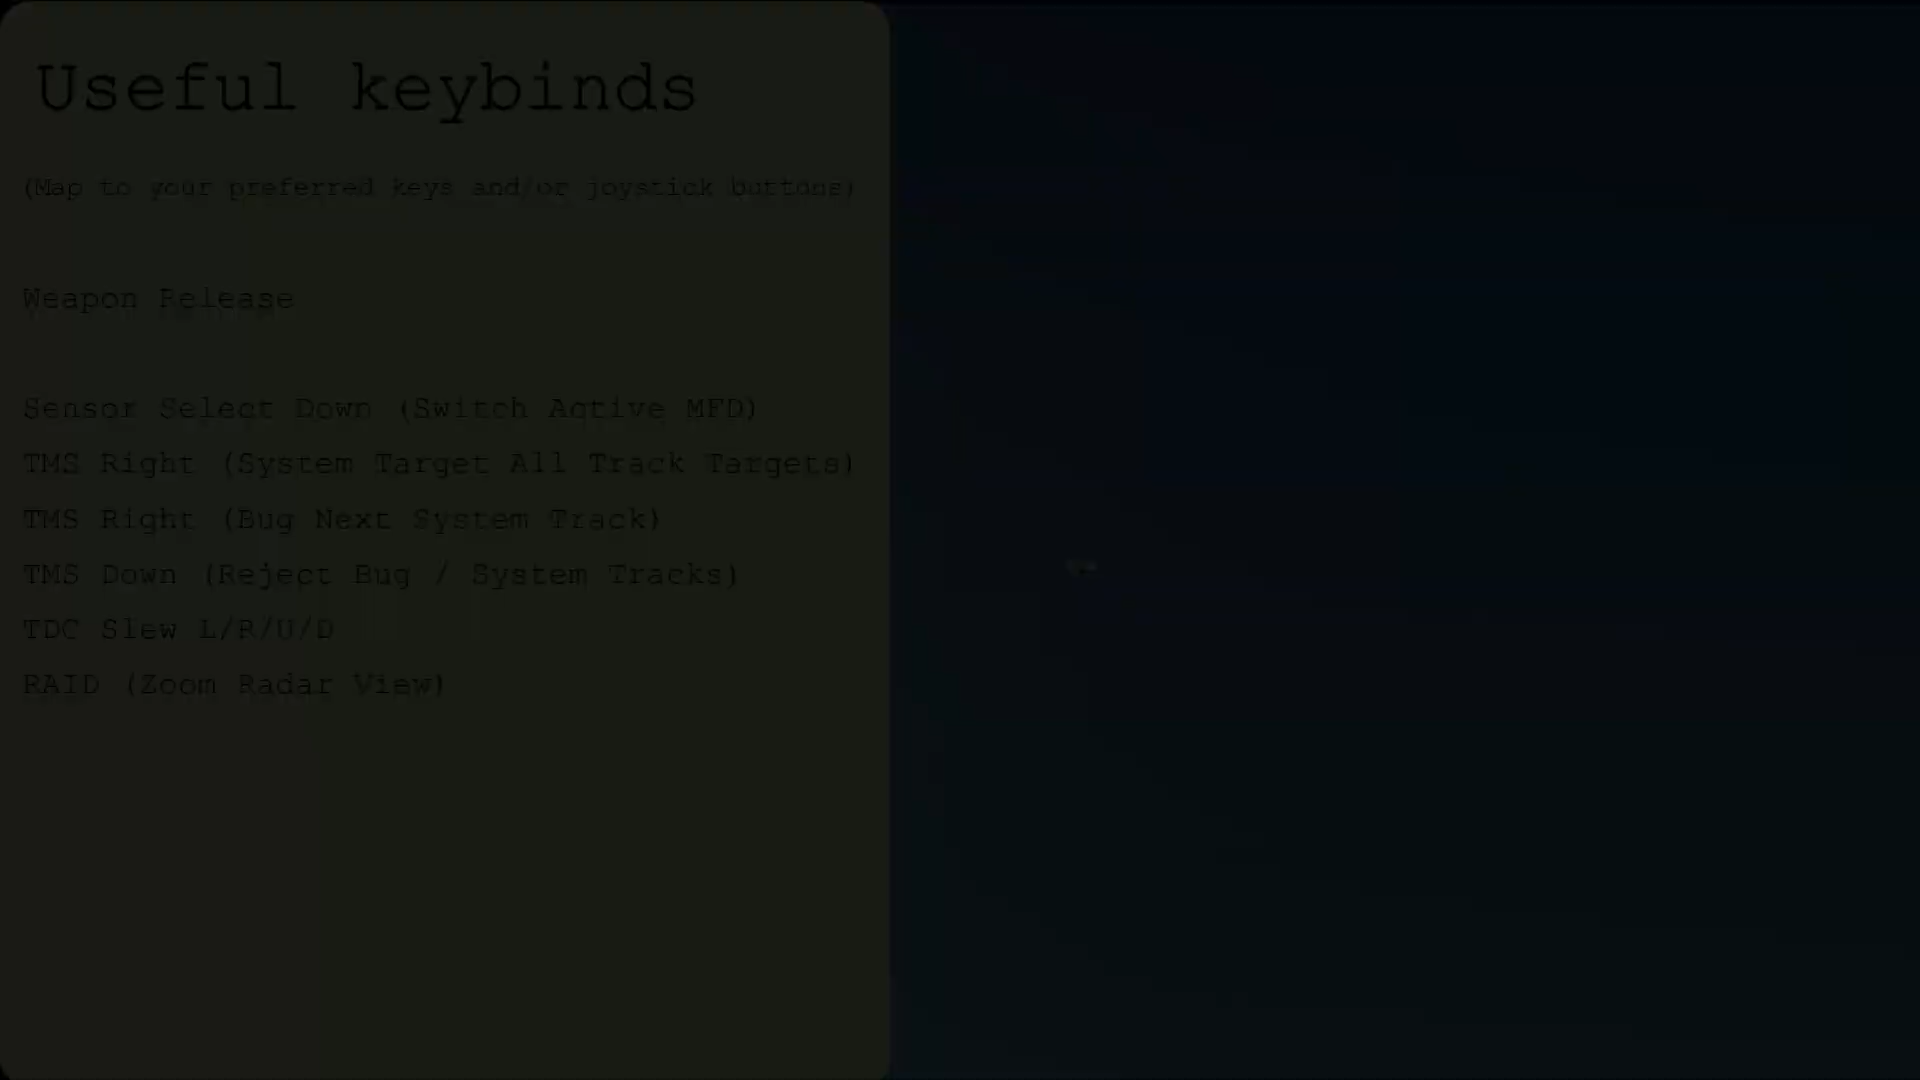 Useful keybinds
(Map to your preferred keys and/or joystick buttons)
Weapon Release
Sensor Select Down (Switch Active MFD)
TMS Right (System Target All Track Targets)
TMS Right (Bug Next System Track)
TMS Down (Reject Bug / System Tracks)
TDC Slew L/R/U/D
RAID (Zoom Radar View)